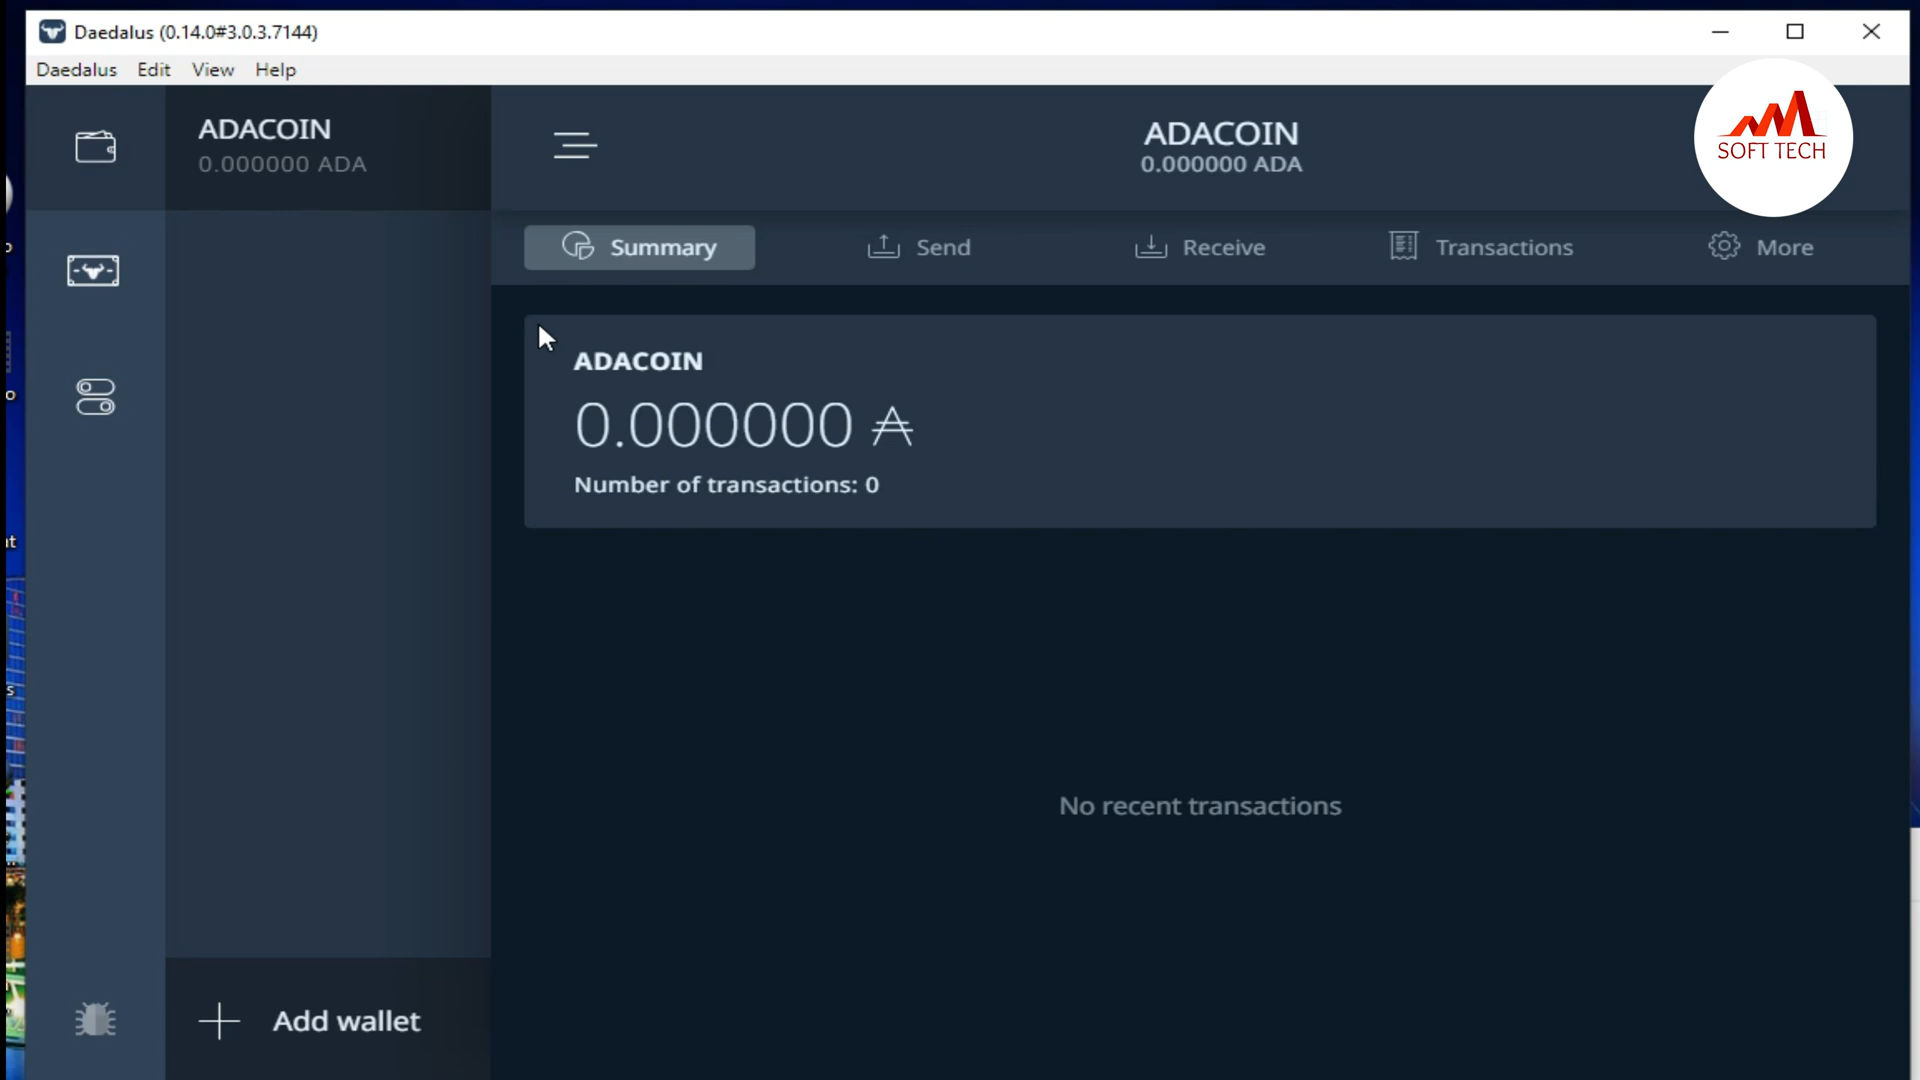 Daedalus (0.14.0#3.0.3.7144)
Daedalus Edit View Help
ADACOIN
0.000000 ADA
ADACOIN
0.000000 ADA
SOFT TECH
Summary Send Receive Transactions More
ADACOIN
0.000000
Number of transactions: 0
No recent transactions
Add wallet